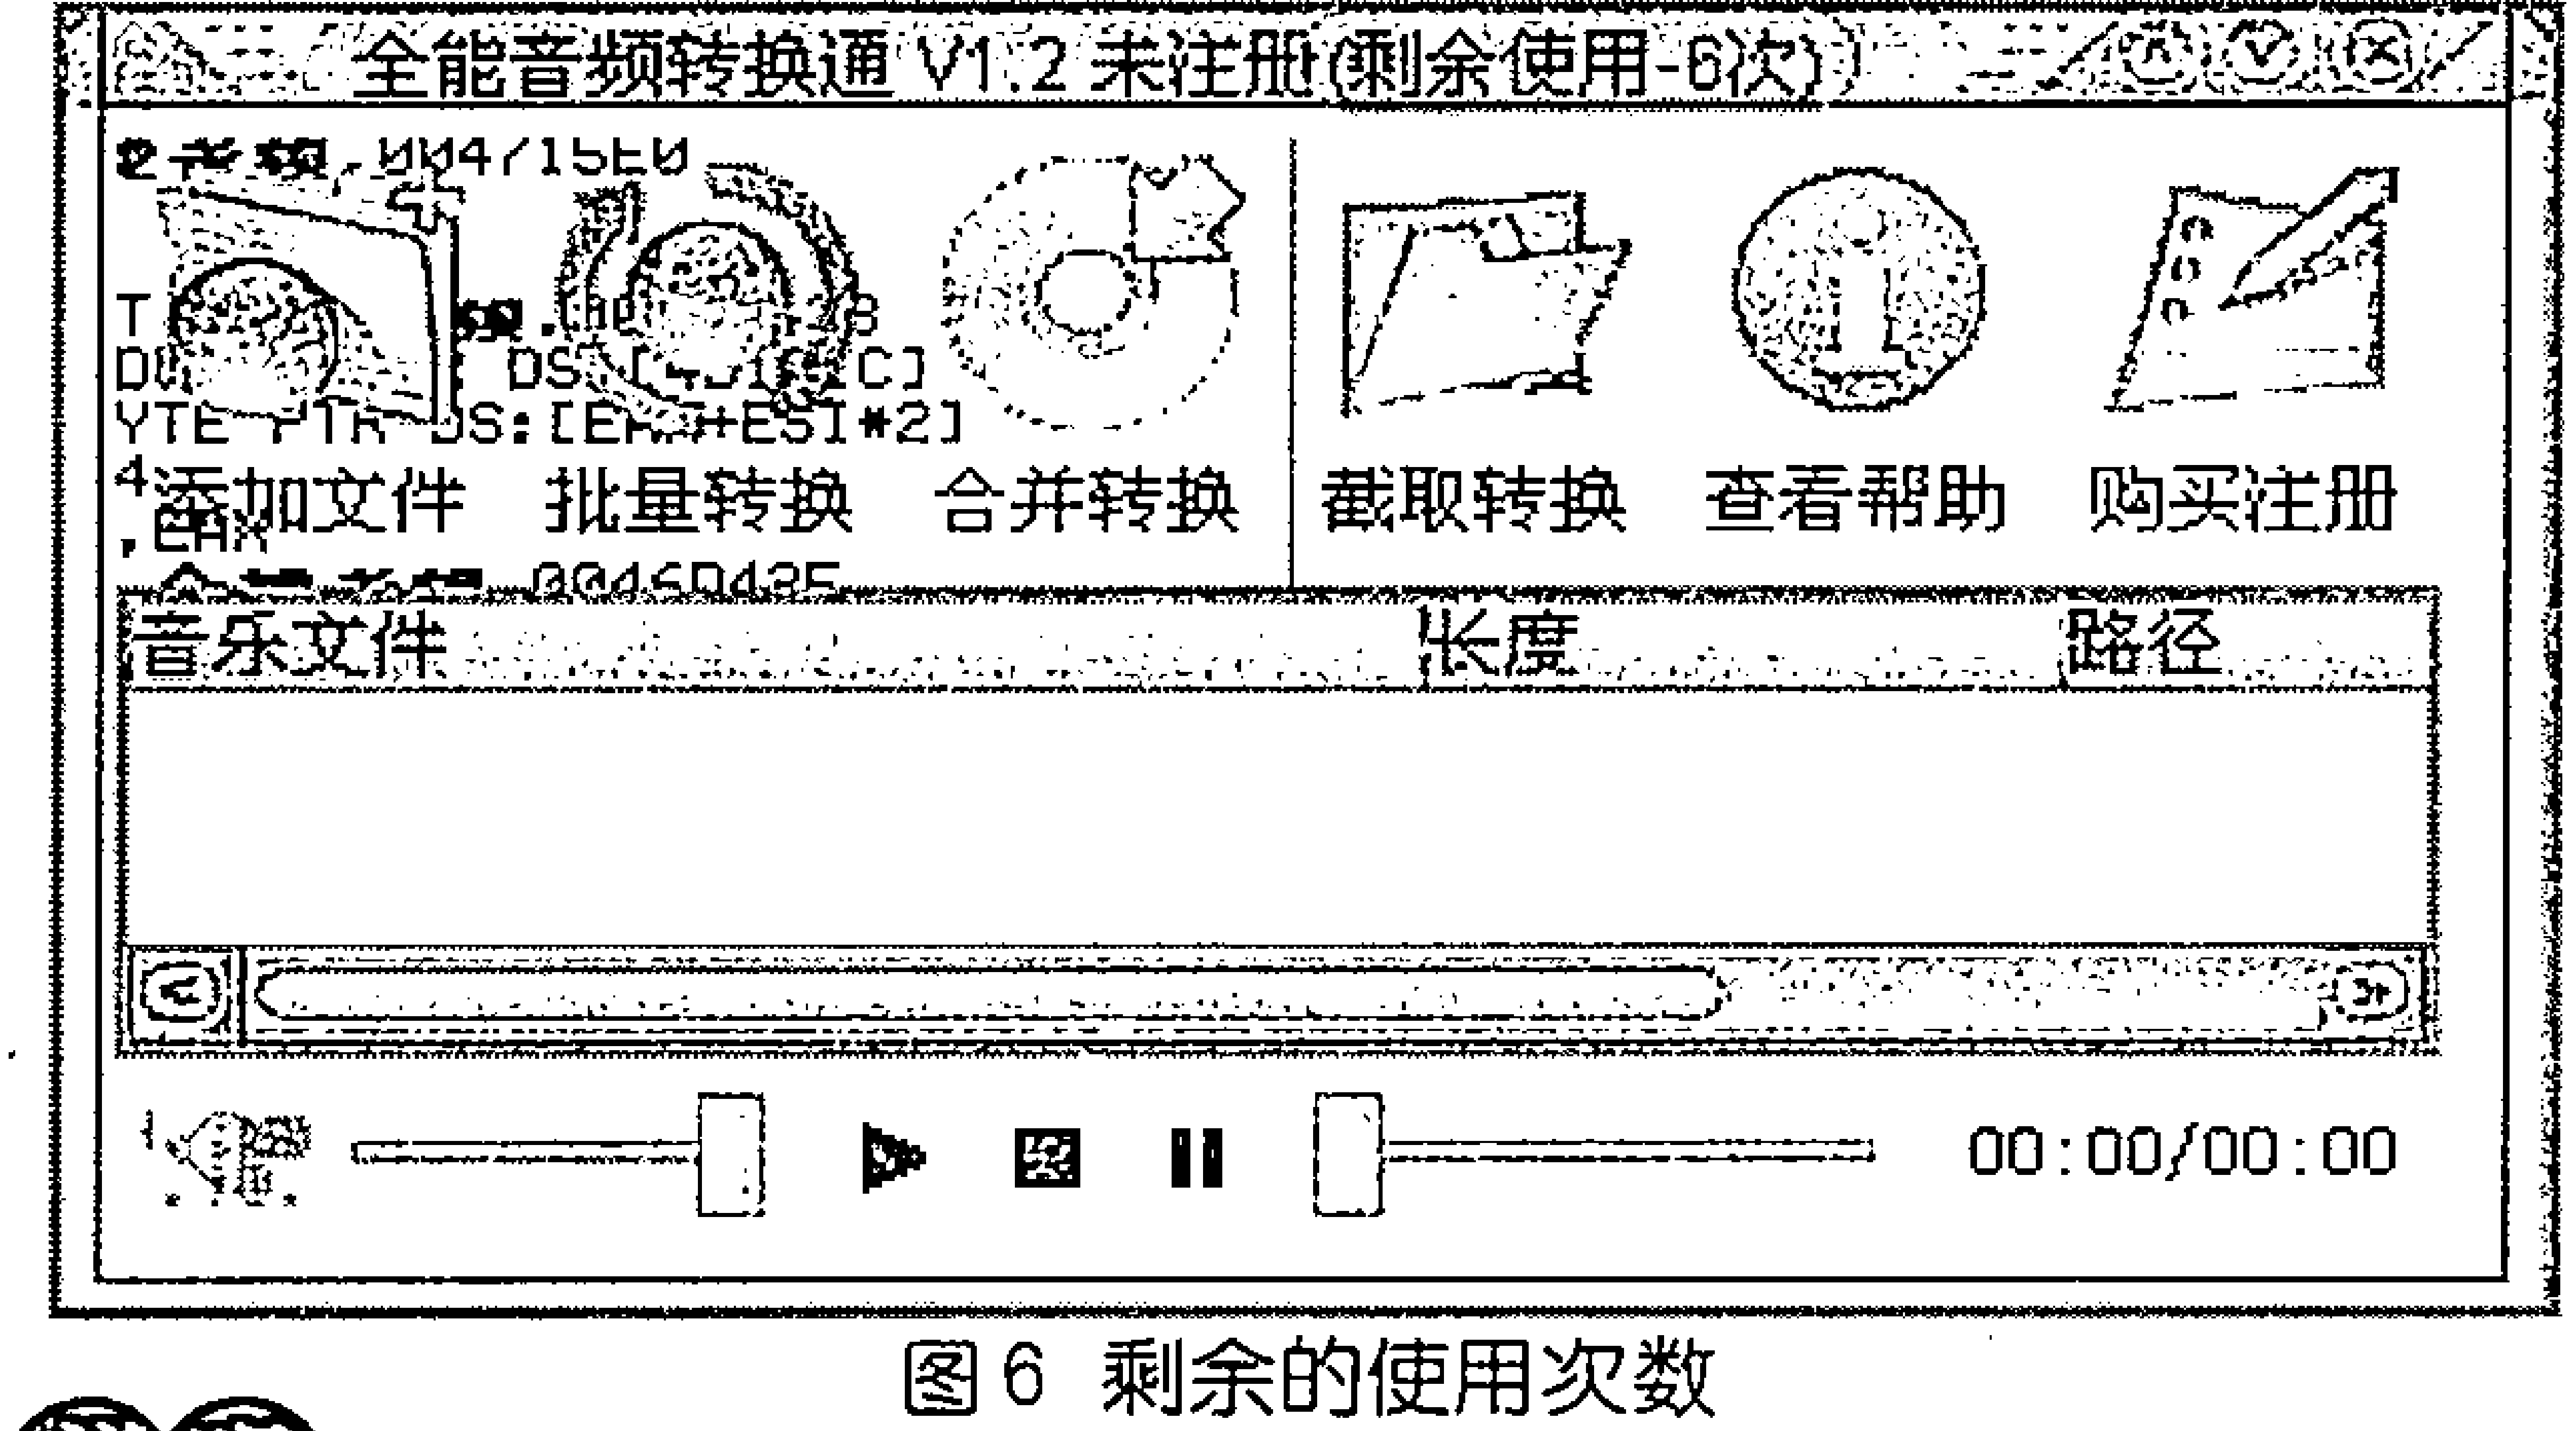 全能音频转换通 V1.2 未注册(剩余使用-6次)
添加文件 批量转换 合并转换 截取转换 查看帮助 购买注册
音乐文件 长度 路径
00:00/00:00
图 6 剩余的使用次数